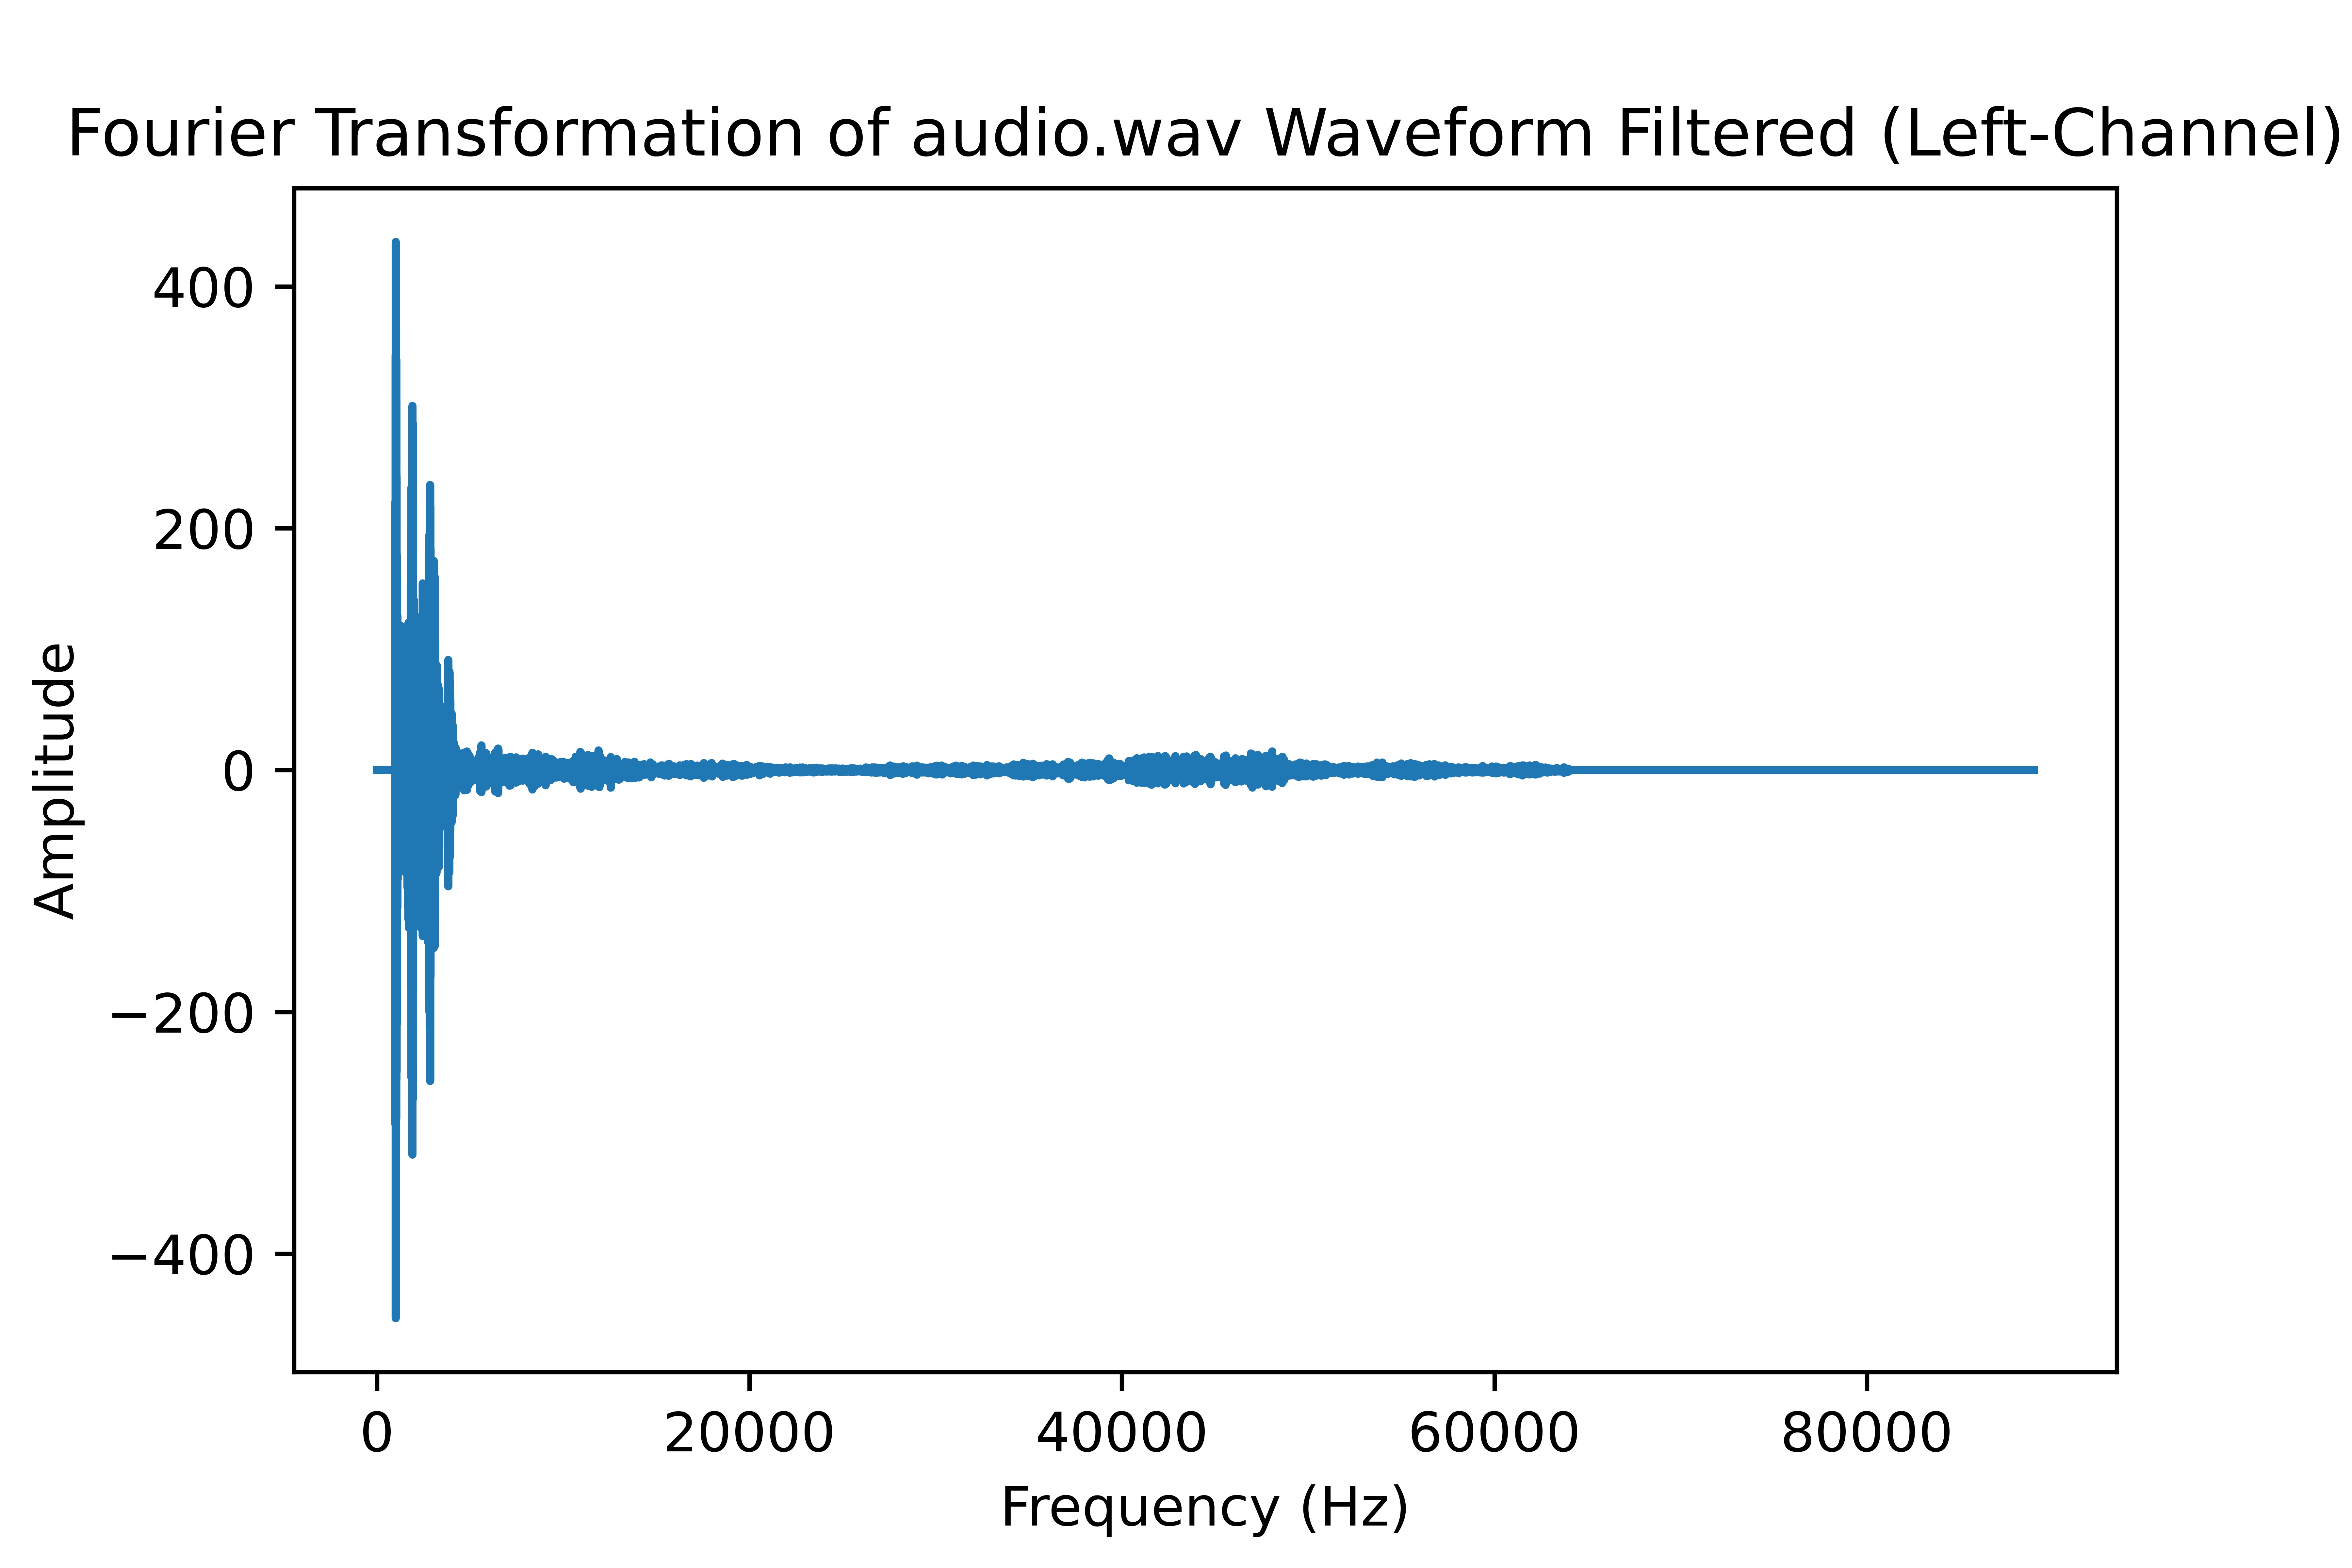 Fourier Transformation of audio.wav Waveform Filtered (Left-Channel)
400
200
0
−200
−400
Amplitude
0 20000 40000 60000 80000
Frequency (Hz)